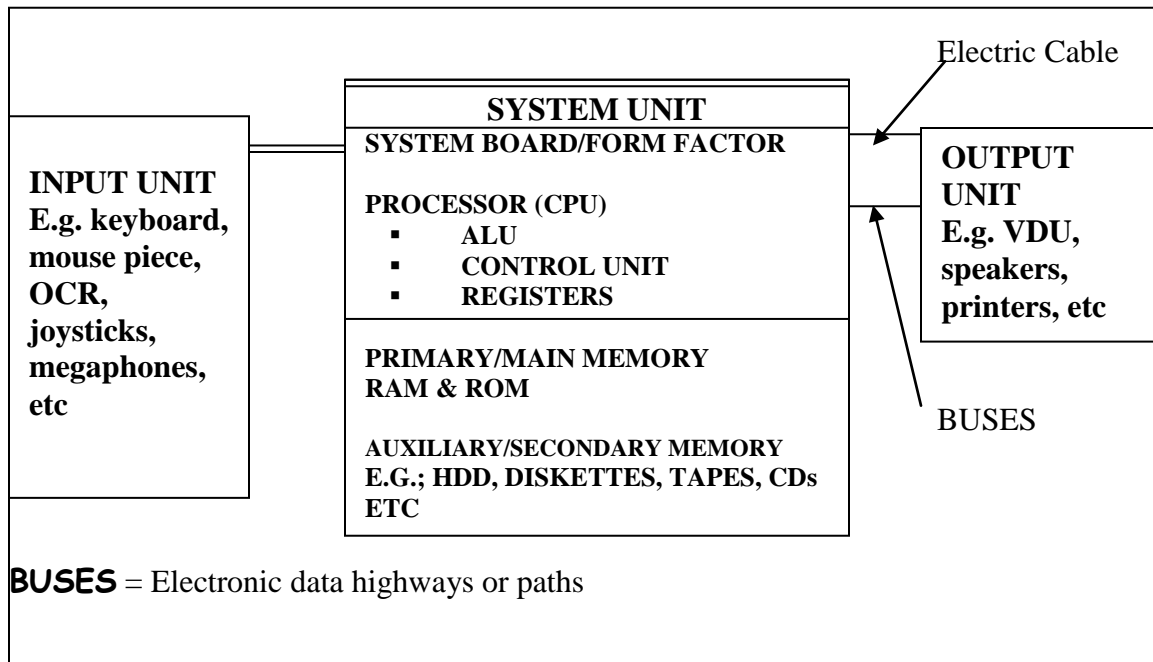 Electric Cable
SYSTEM UNIT
SYSTEM BOARD/FORM FACTOR
PROCESSOR (CPU)
▪ ALU
▪ CONTROL UNIT
▪ REGISTERS
PRIMARY/MAIN MEMORY
RAM & ROM
AUXILIARY/SECONDARY MEMORY
E.G.; HDD, DISKETTES, TAPES, CDs
ETC
INPUT UNIT
E.g. keyboard,
mouse piece,
OCR,
joysticks,
megaphones,
etc
OUTPUT
UNIT
E.g. VDU,
speakers,
printers, etc
BUSES
BUSES = Electronic data highways or paths